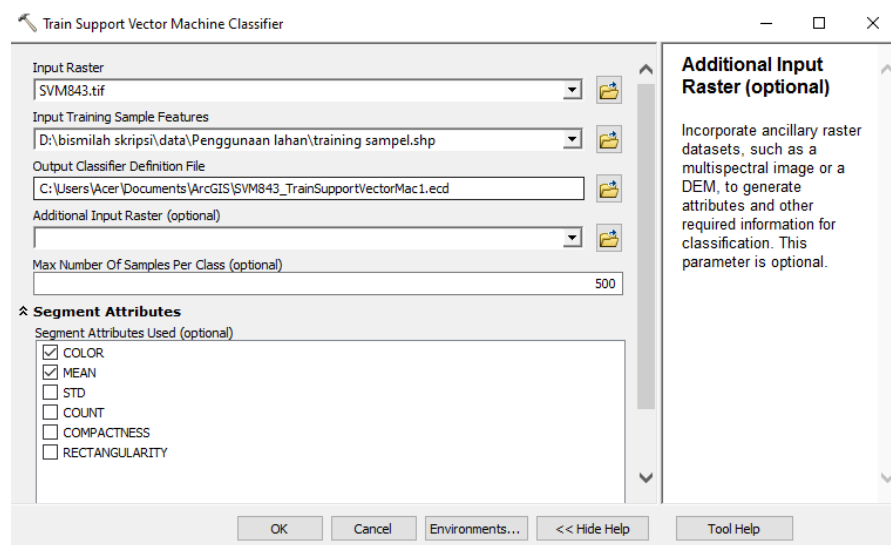 Train Support Vector Machine Classifier
Input Raster
SVM843.tif
Input Training Sample Features
D:\bismilah skripsi\data\Penggunaan lahan\training sampel.shp
Output Classifier Definition File
C:\Users\Acer\Documents\ArcGIS\SVM843_TrainSupportVectorMac1.ecd
Additional Input Raster (optional)
Max Number Of Samples Per Class (optional)
500
Segment Attributes
Segment Attributes Used (optional)
COLOR
MEAN
STD
COUNT
COMPACTNESS
RECTANGULARITY
OK
Cancel
Environments...
<< Hide Help
Additional Input
Raster (optional)
Incorporate ancillary raster
datasets, such as a
multispectral image or a
DEM, to generate
attributes and other
required information for
classification. This
parameter is optional.
Tool Help